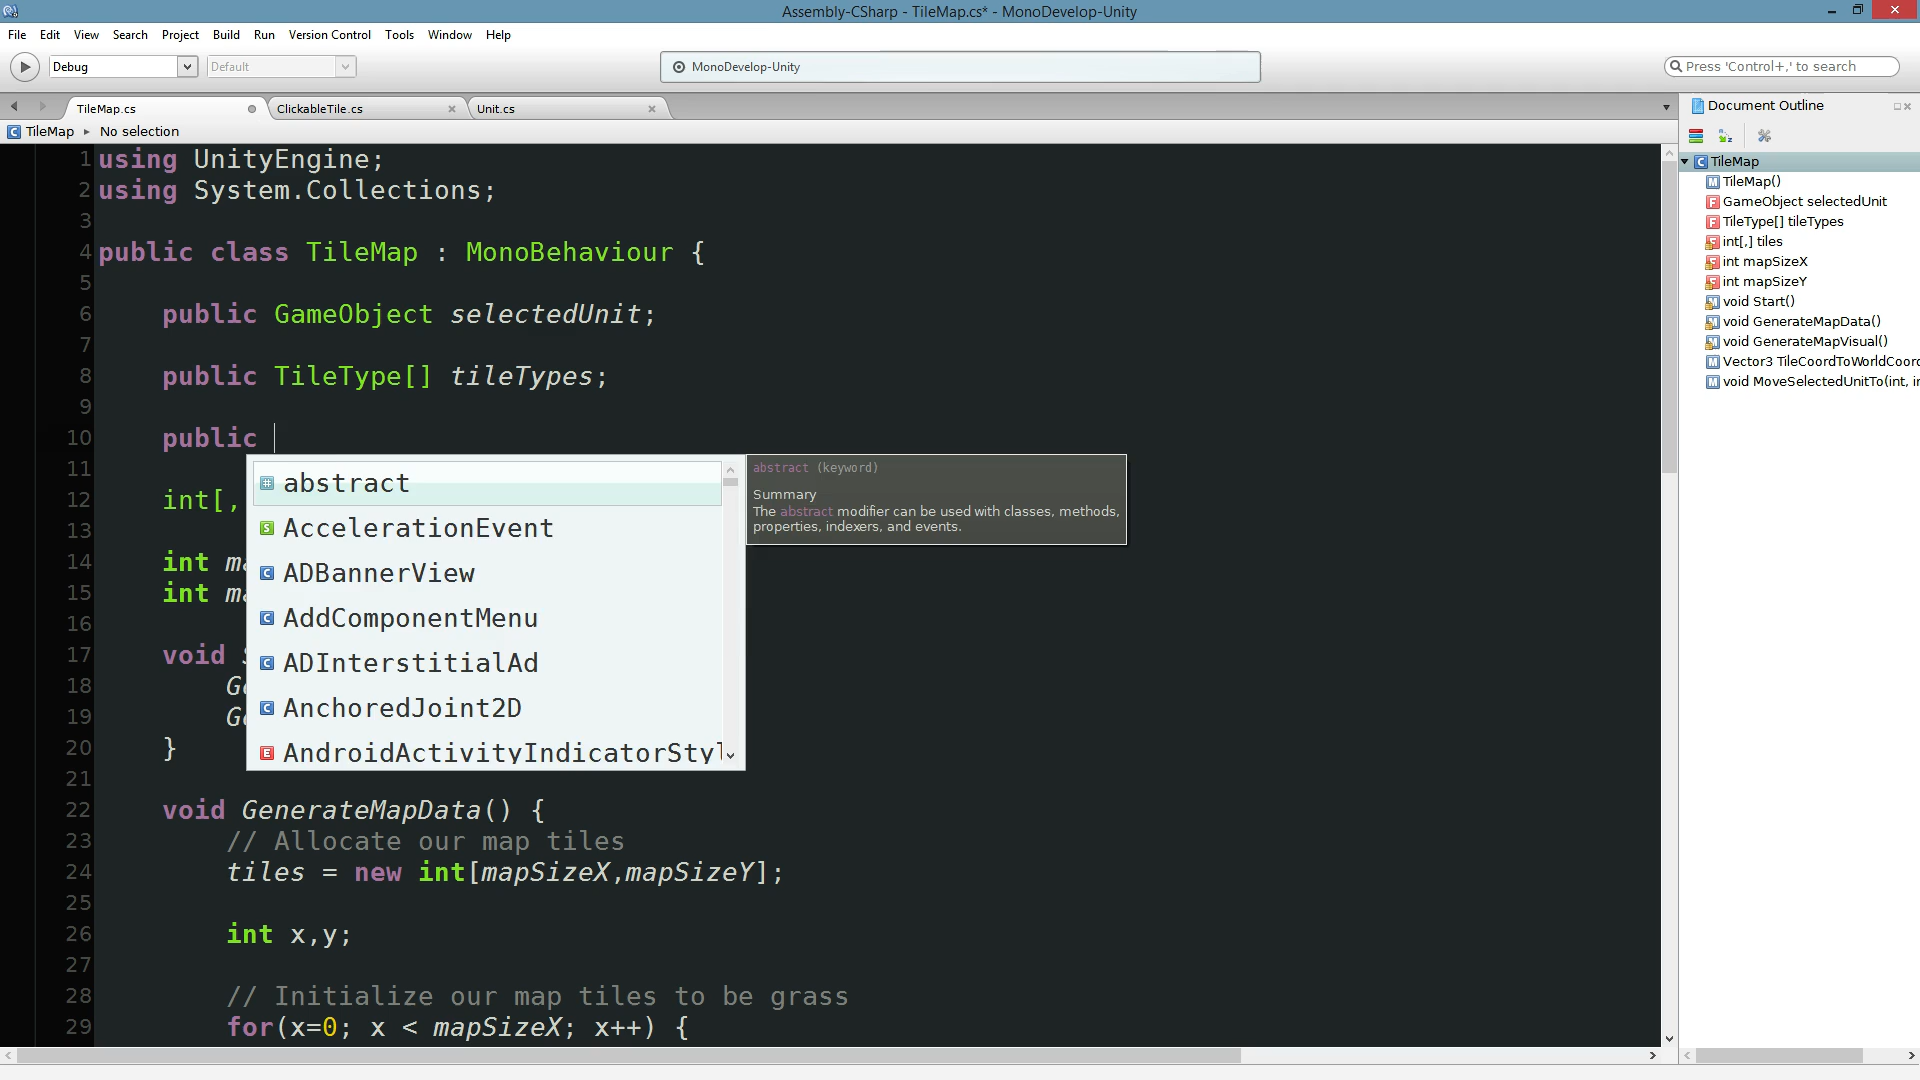 Assembly-CSharp - TileMap.cs* - MonoDevelop-Unity
File Edit View Search Project Build Run Version Control Tools Window Help
Debug Default MonoDevelop-Unity Press 'Control+,' to search
TileMap.cs ClickableTile.cs Unit.cs
TileMap ▸ No selection
1 using UnityEngine;
2 using System.Collections;
3
4 public class TileMap : MonoBehaviour {
5
6 public GameObject selectedUnit;
7
8 public TileType[] tileTypes;
9
10 public
11
12 int[,
13
14 int ma
15 int ma
16
17 void S
18 Ge
19 Ge
20 }
21
22 void GenerateMapData() {
23 // Allocate our map tiles
24 tiles = new int[mapSizeX,mapSizeY];
25
26 int x,y;
27
28 // Initialize our map tiles to be grass
29 for(x=0; x < mapSizeX; x++) {
abstract
AccelerationEvent
ADBannerView
AddComponentMenu
ADInterstitialAd
AnchoredJoint2D
AndroidActivityIndicatorStyl
abstract (keyword)
Summary
The abstract modifier can be used with classes, methods,
properties, indexers, and events.
Document Outline
TileMap
TileMap()
GameObject selectedUnit
TileType[] tileTypes
int[,] tiles
int mapSizeX
int mapSizeY
void Start()
void GenerateMapData()
void GenerateMapVisual()
Vector3 TileCoordToWorldCoor
void MoveSelectedUnitTo(int, in